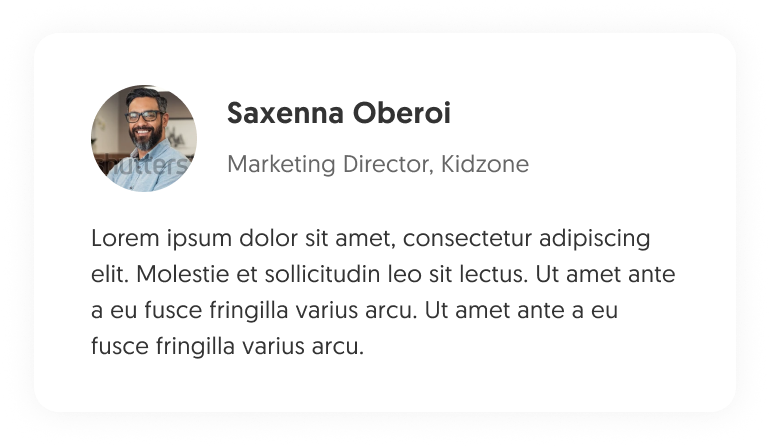 Saxenna Oberoi
Marketing Director, Kidzone
Lorem ipsum dolor sit amet, consectetur adipiscing
elit. Molestie et sollicitudin leo sit lectus. Ut amet ante
a eu fusce fringilla varius arcu. Ut amet ante a eu
fusce fringilla varius arcu.